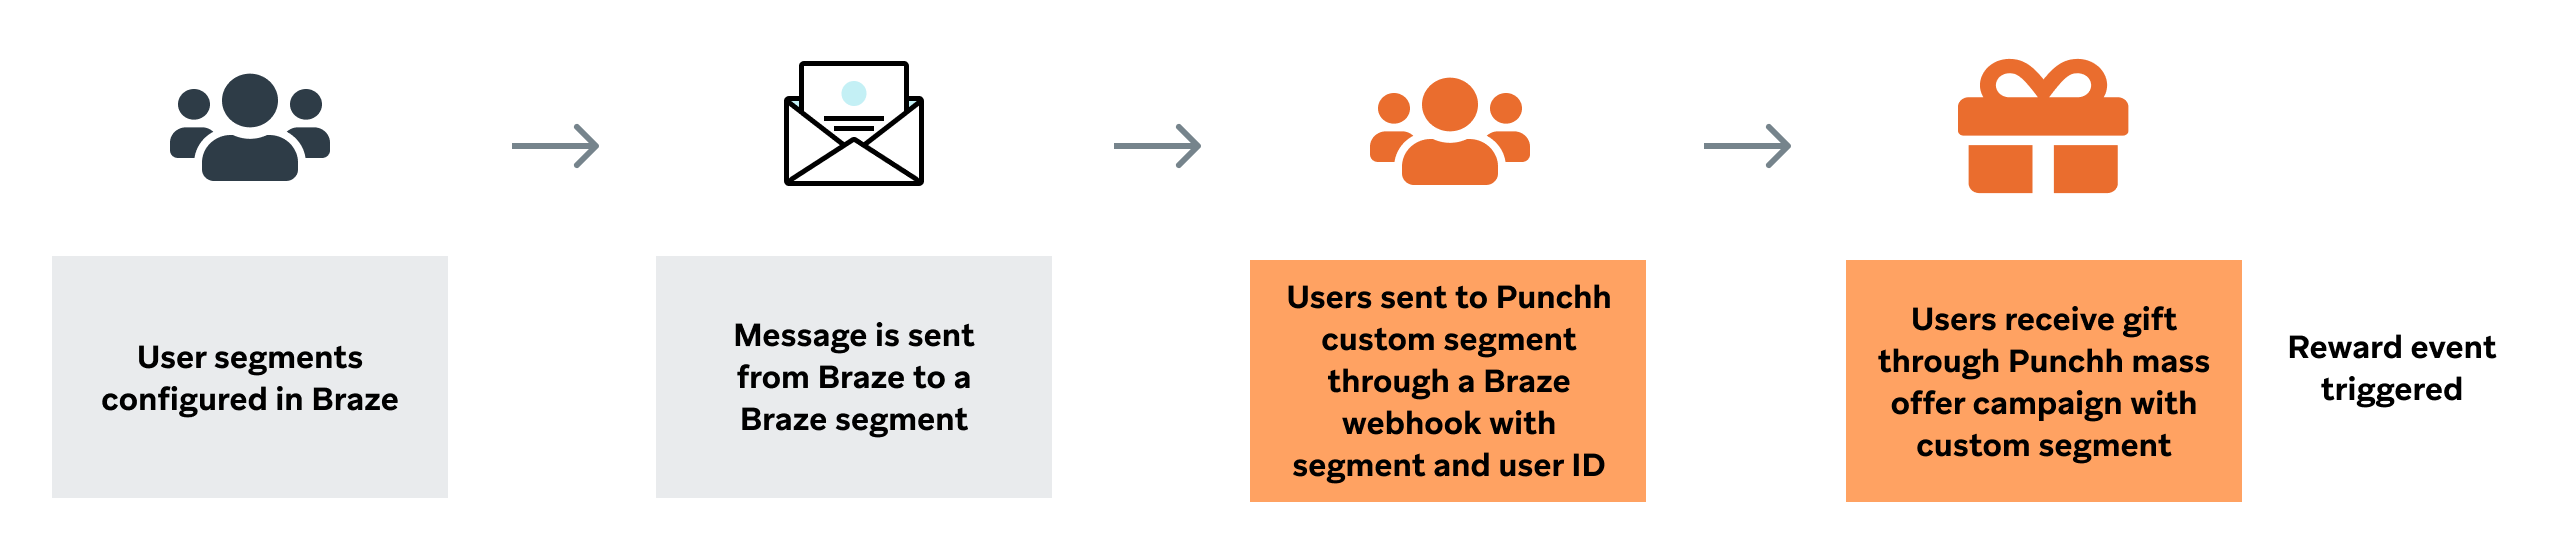 User segments
configured in Braze
Message is sent
from Braze to a
Braze segment
Users sent to Punchh
custom segment
through a Braze
webhook with
segment and user ID
Users receive gift
through Punchh mass
offer campaign with
custom segment
Reward event
triggered